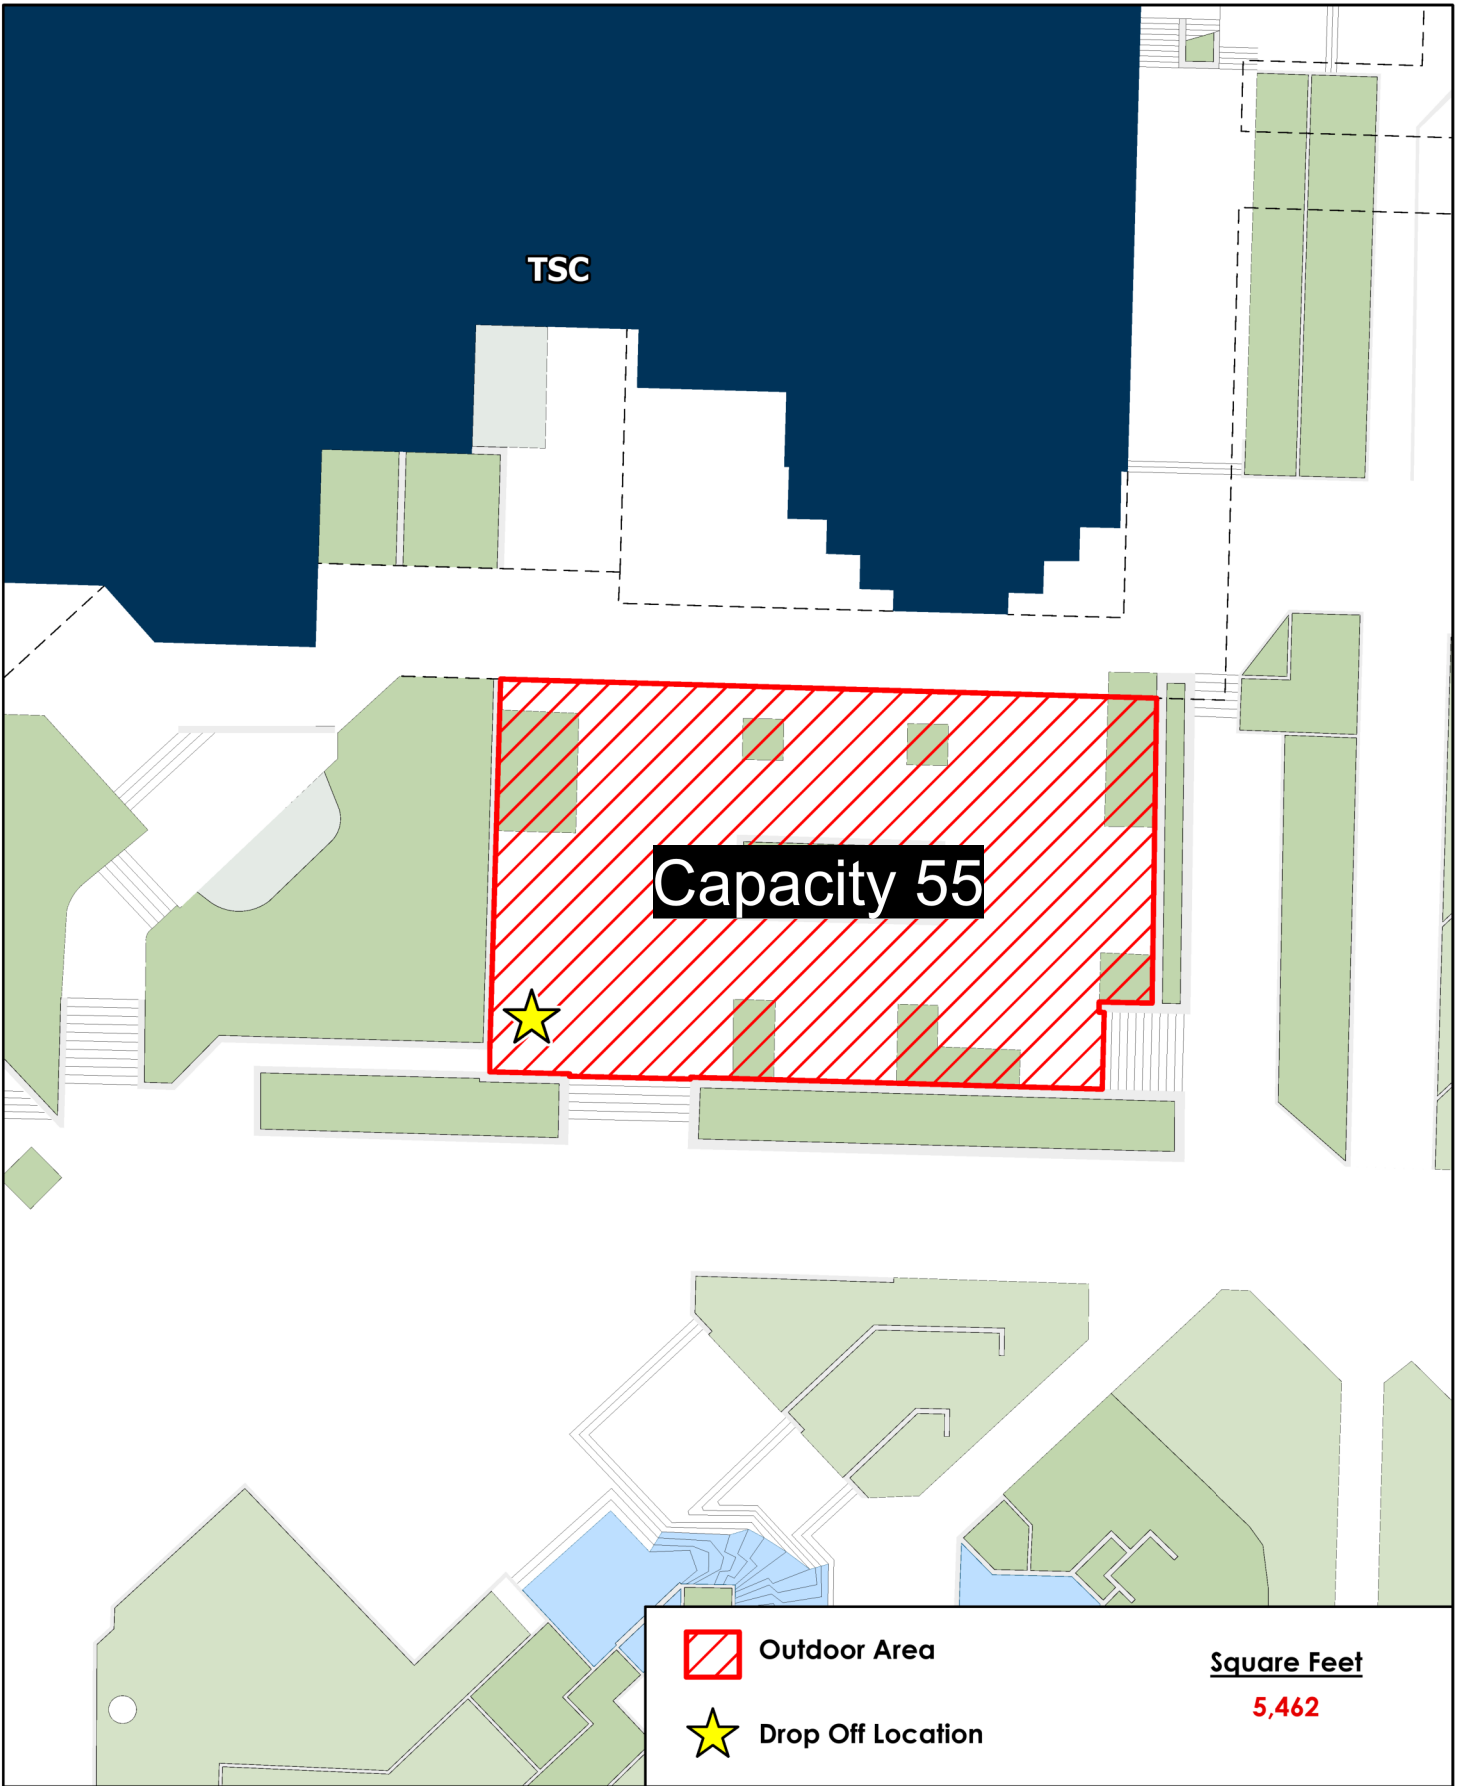 TSC
Capacity 55
Outdoor Area
Square Feet
5,462
Drop Off Location